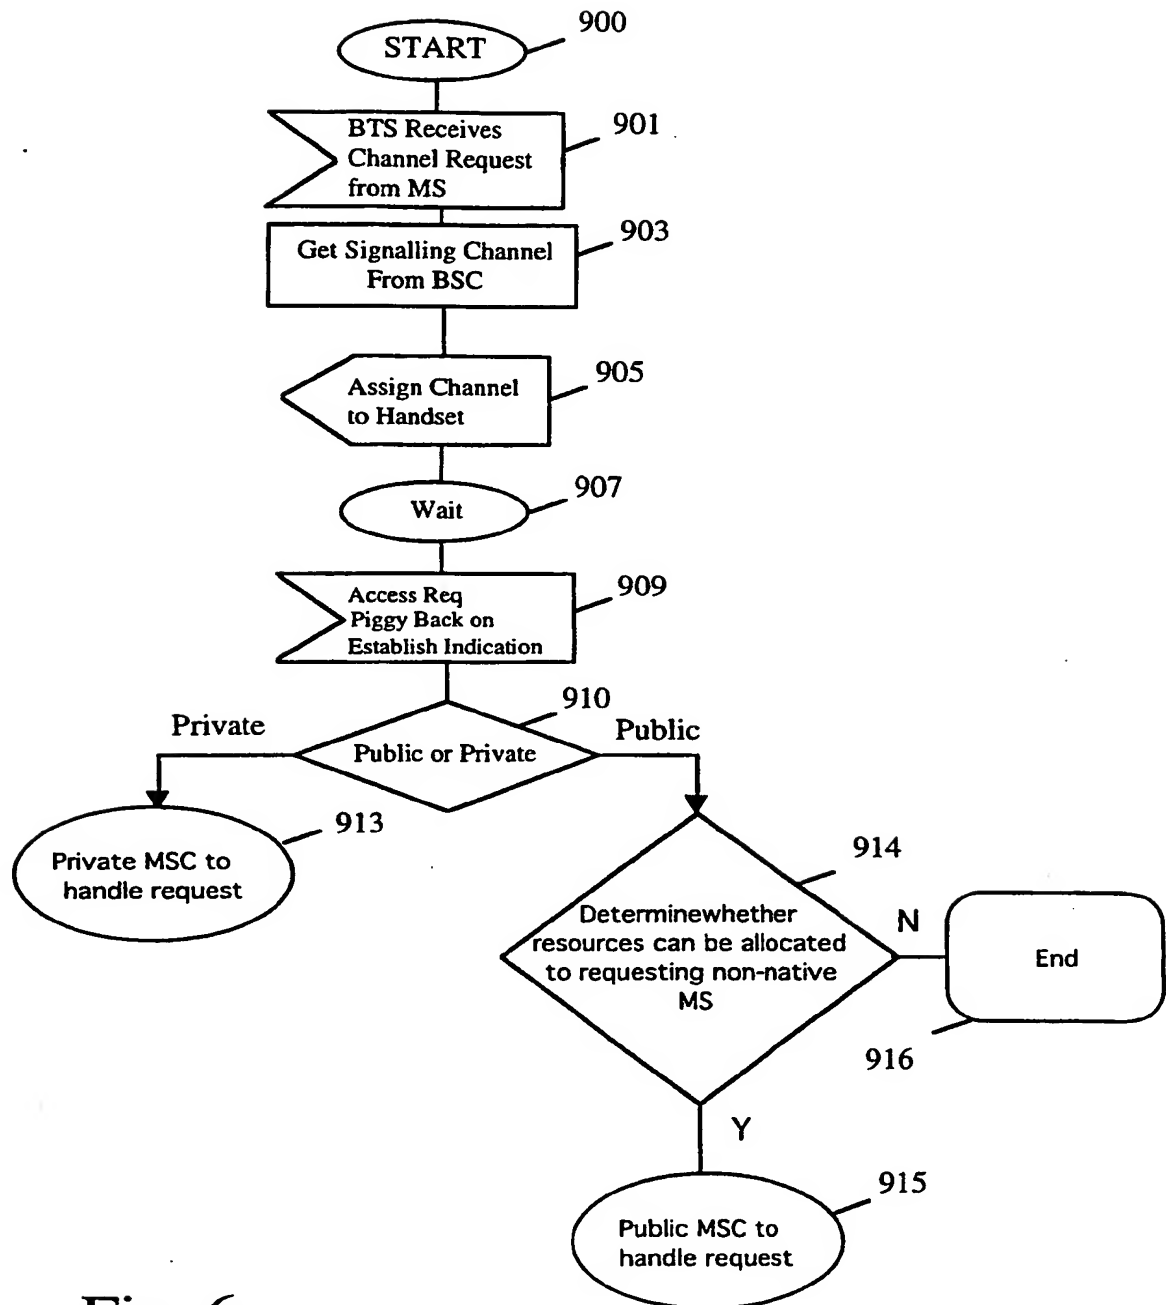 START
900
BTS Receives
Channel Request
from MS
901
Get Signalling Channel
From BSC
903
Assign Channel
to Handset
905
Wait
907
Access Req
Piggy Back on
Establish Indication
909
910
Private
Public or Private
Public
Private MSC to
handle request
913
914
Determinewhether
resources can be allocated
to requesting non-native
MS
N
End
916
Y
915
Public MSC to
handle request